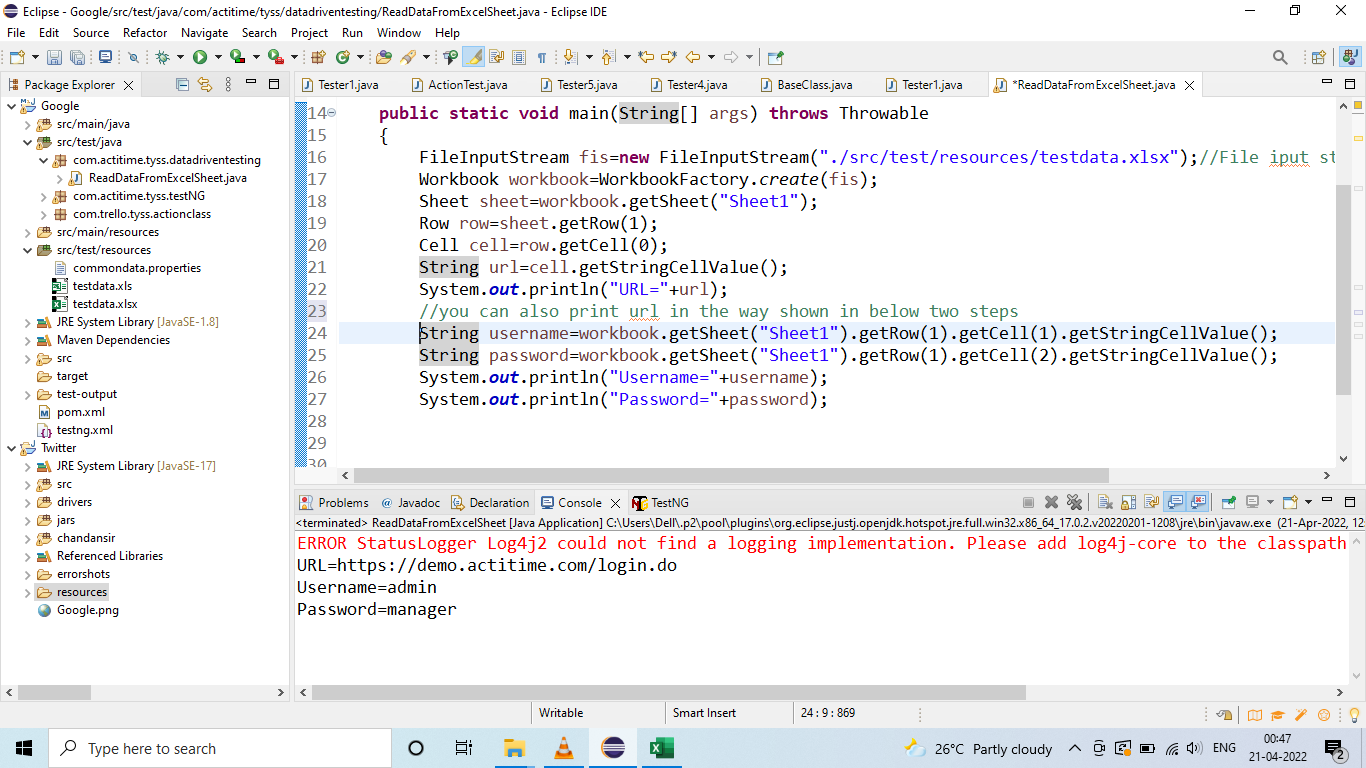 Eclipse - Google/src/test/java/com/actitime/tyss/datadriventesting/ReadDataFromExcelSheet.java - Eclipse IDE
File Edit Source Refactor Navigate Search Project Run Window Help
Package Explorer
Tester1.java ActionTest.java Tester5.java Tester4.java BaseClass.java Tester1.java *ReadDataFromExcelSheet.java
Google
src/main/java
src/test/java
com.actitime.tyss.datadriventesting
ReadDataFromExcelSheet.java
com.actitime.tyss.testNG
com.trello.tyss.actionclass
src/main/resources
src/test/resources
commondata.properties
testdata.xls
testdata.xlsx
JRE System Library [JavaSE-1.8]
Maven Dependencies
src
target
test-output
pom.xml
testng.xml
Twitter
JRE System Library [JavaSE-17]
src
drivers
jars
chandansir
Referenced Libraries
errorshots
resources
Google.png
14 public static void main(String[] args) throws Throwable
15 {
16 FileInputStream fis=new FileInputStream("./src/test/resources/testdata.xlsx");//File iput st
17 Workbook workbook=WorkbookFactory.create(fis);
18 Sheet sheet=workbook.getSheet("Sheet1");
19 Row row=sheet.getRow(1);
20 Cell cell=row.getCell(0);
21 String url=cell.getStringCellValue();
22 System.out.println("URL="+url);
23 //you can also print url in the way shown in below two steps
24 String username=workbook.getSheet("Sheet1").getRow(1).getCell(1).getStringCellValue();
25 String password=workbook.getSheet("Sheet1").getRow(1).getCell(2).getStringCellValue();
26 System.out.println("Username="+username);
27 System.out.println("Password="+password);
28
29
30
Problems Javadoc Declaration Console TestNG
<terminated> ReadDataFromExcelSheet [Java Application] C:\Users\Dell\.p2\pool\plugins\org.eclipse.justj.openjdk.hotspot.jre.full.win32.x86_64_17.0.2.v20220201-1208\jre\bin\javaw.exe (21-Apr-2022, 12
ERROR StatusLogger Log4j2 could not find a logging implementation. Please add log4j-core to the classpath
URL=https://demo.actitime.com/login.do
Username=admin
Password=manager
Writable Smart Insert 24 : 9 : 869
Type here to search
26°C Partly cloudy ENG 00:47
21-04-2022
2